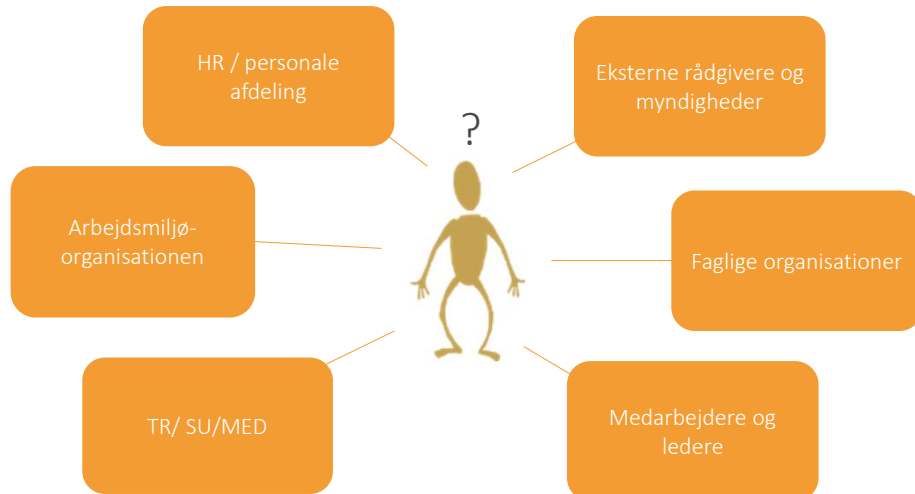 HR / personale
afdeling
Eksterne rådgivere og
myndigheder
?
Arbejdsmiljø-
organisationen
Faglige organisationer
TR/ SU/MED
Medarbejdere og
ledere